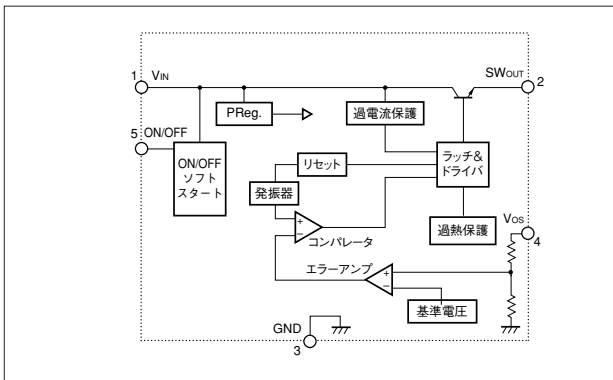 1 VIN
SWOUT 2
PReg.
過電流保護
5 ON/OFF
ON/OFF
ソフト
スタート
リセット
ラッチ&
ドライバ
発振器
+
−
コンパレータ
過熱保護
VOS
4
エラーアンプ
+
−
基準電圧
GND
3